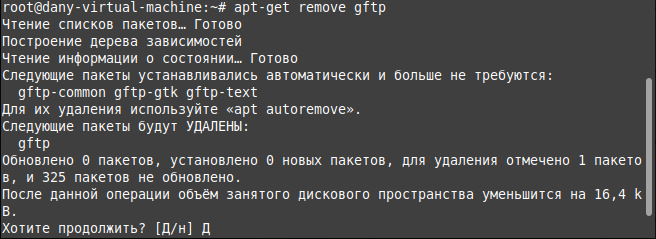 root@dany-virtual-machine:~# apt-get remove gftp
Чтение списков пакетов… Готово
Построение дерева зависимостей
Чтение информации о состоянии… Готово
Следующие пакеты устанавливались автоматически и больше не требуются:
  gftp-common gftp-gtk gftp-text
Для их удаления используйте «apt autoremove».
Следующие пакеты будут УДАЛЕНЫ:
  gftp
Обновлено 0 пакетов, установлено 0 новых пакетов, для удаления отмечено 1 пакето
в, и 325 пакетов не обновлено.
После данной операции объём занятого дискового пространства уменьшится на 16,4 k
B.
Хотите продолжить? [Д/н] Д